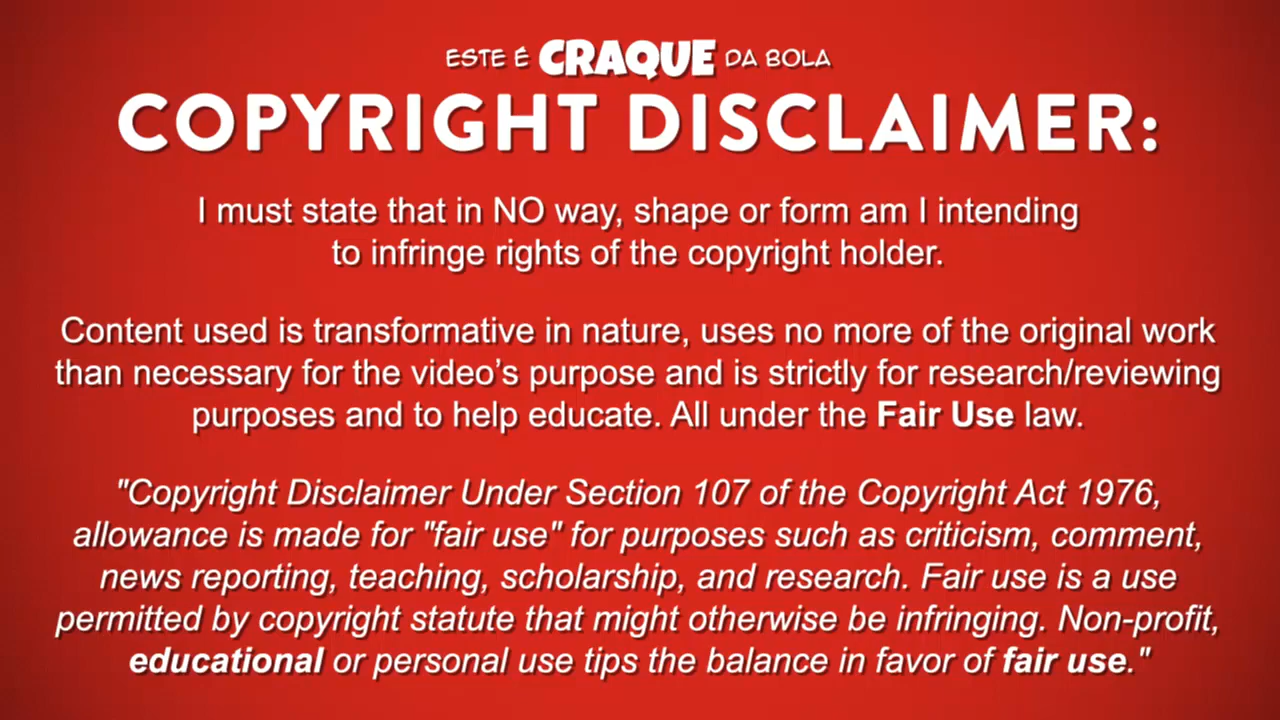 ESTE É CRAQUE DA BOLA
COPYRIGHT DISCLAIMER:
I must state that in NO way, shape or form am I intending
to infringe rights of the copyright holder.
Content used is transformative in nature, uses no more of the original work
than necessary for the video’s purpose and is strictly for research/reviewing
purposes and to help educate. All under the Fair Use law.
"Copyright Disclaimer Under Section 107 of the Copyright Act 1976,
allowance is made for "fair use" for purposes such as criticism, comment,
news reporting, teaching, scholarship, and research. Fair use is a use
permitted by copyright statute that might otherwise be infringing. Non-profit,
educational or personal use tips the balance in favor of fair use."